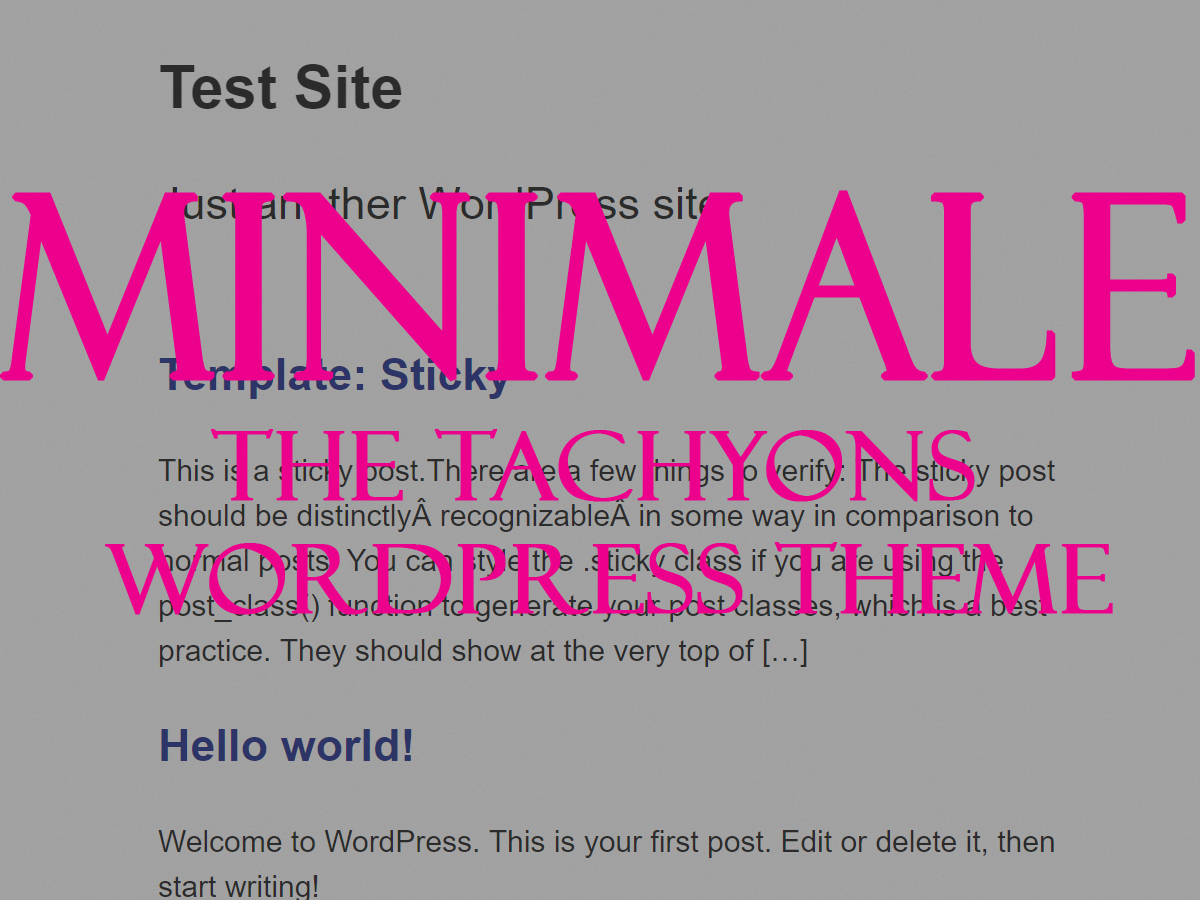 Test Site
Just another WordPress site
MINIMALE
Template: Sticky
THE TACHYONS
This is a sticky post.There are a few things to verify: The sticky post
should be distinctlyÂ recognizableÂ in some way in comparison to
WORDPRESS THEME
normal posts. You can style the .sticky class if you are using the
post_class() function to generate your post classes, which is a best
practice. They should show at the very top of […]
Hello world!
Welcome to WordPress. This is your first post. Edit or delete it, then
start writing!